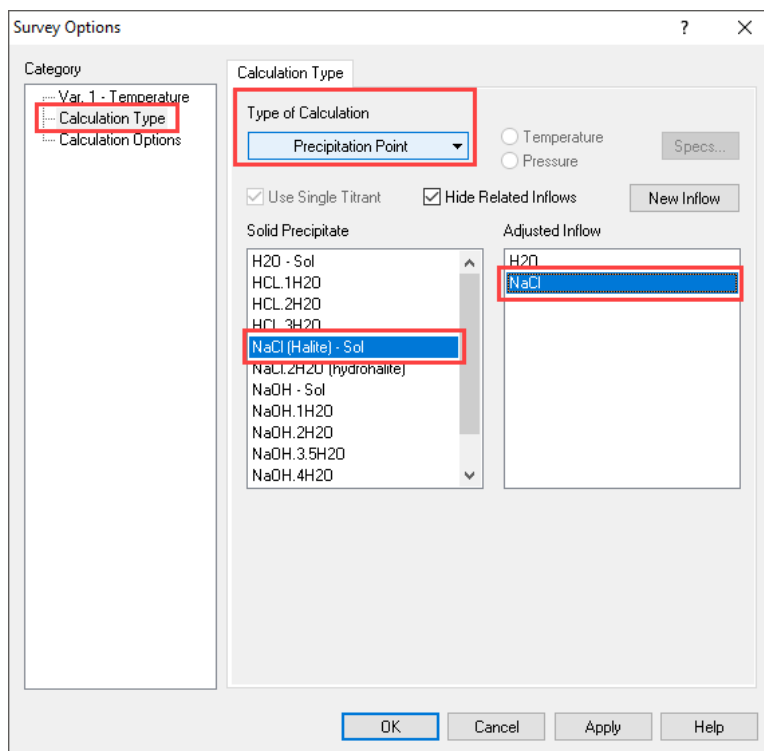 Survey Options
?
Category
Var. 1 - Temperature
Calculation Type
Calculation Options
Calculation Type
Type of Calculation
Precipitation Point
Temperature
Pressure
Specs...
Use Single Titrant
Hide Related Inflows
New Inflow
Solid Precipitate
H2O - Sol
HCL.1H2O
HCL.2H2O
HCL.3H2O
NaCl (Halite) - Sol
NaCl.2H2O (hydrohalite)
NaOH - Sol
NaOH.1H2O
NaOH.2H2O
NaOH.3.5H2O
NaOH.4H2O
Adjusted Inflow
H2O
NaCl
OK
Cancel
Apply
Help